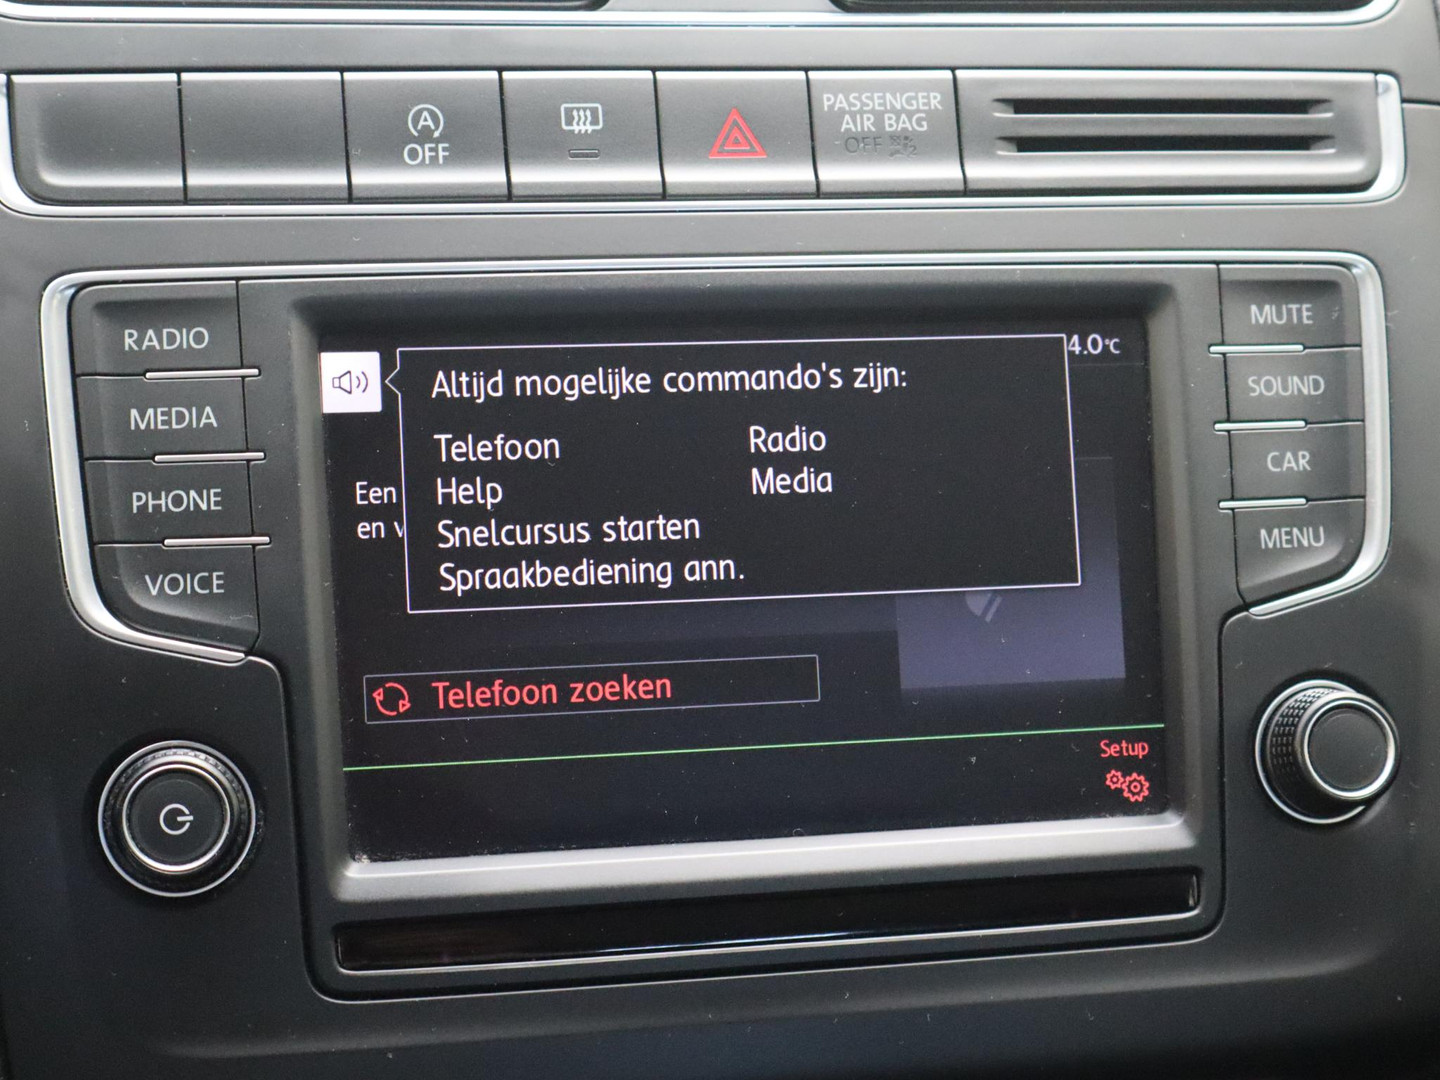 A
OFF
PASSENGER
AIR BAG
OFF
RADIO
MEDIA
PHONE
VOICE
MUTE
SOUND
CAR
MENU
4.0°C
Altijd mogelijke commando's zijn:
Telefoon Radio
Help Media
Snelcursus starten
Spraakbediening ann.
Een
en v
Telefoon zoeken
Setup